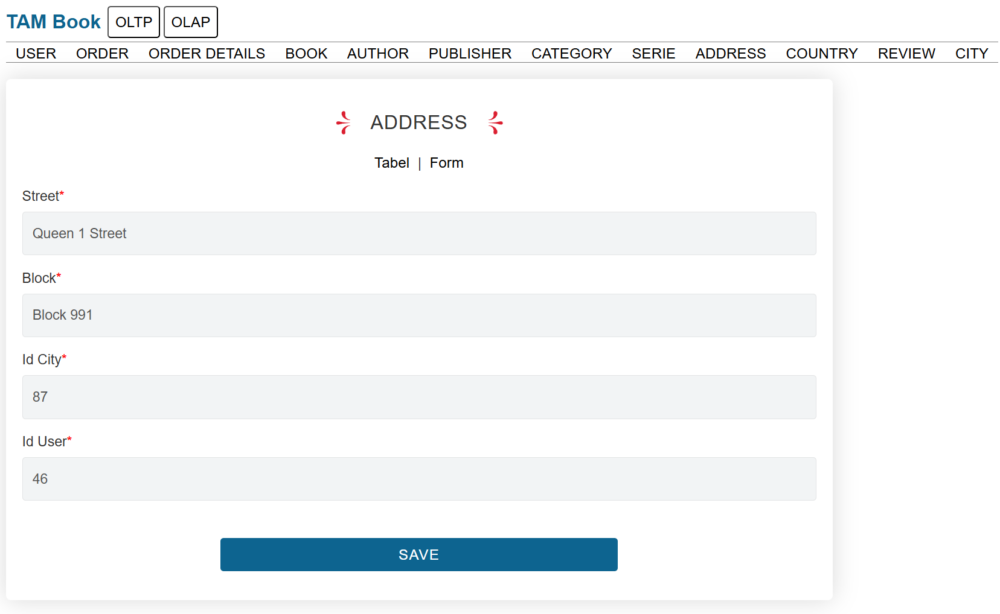 TAM Book OLTP OLAP
USER ORDER ORDER DETAILS BOOK AUTHOR PUBLISHER CATEGORY SERIE ADDRESS COUNTRY REVIEW CITY
ADDRESS
Tabel | Form
Street*
Queen 1 Street
Block*
Block 991
Id City*
87
Id User*
46
SAVE